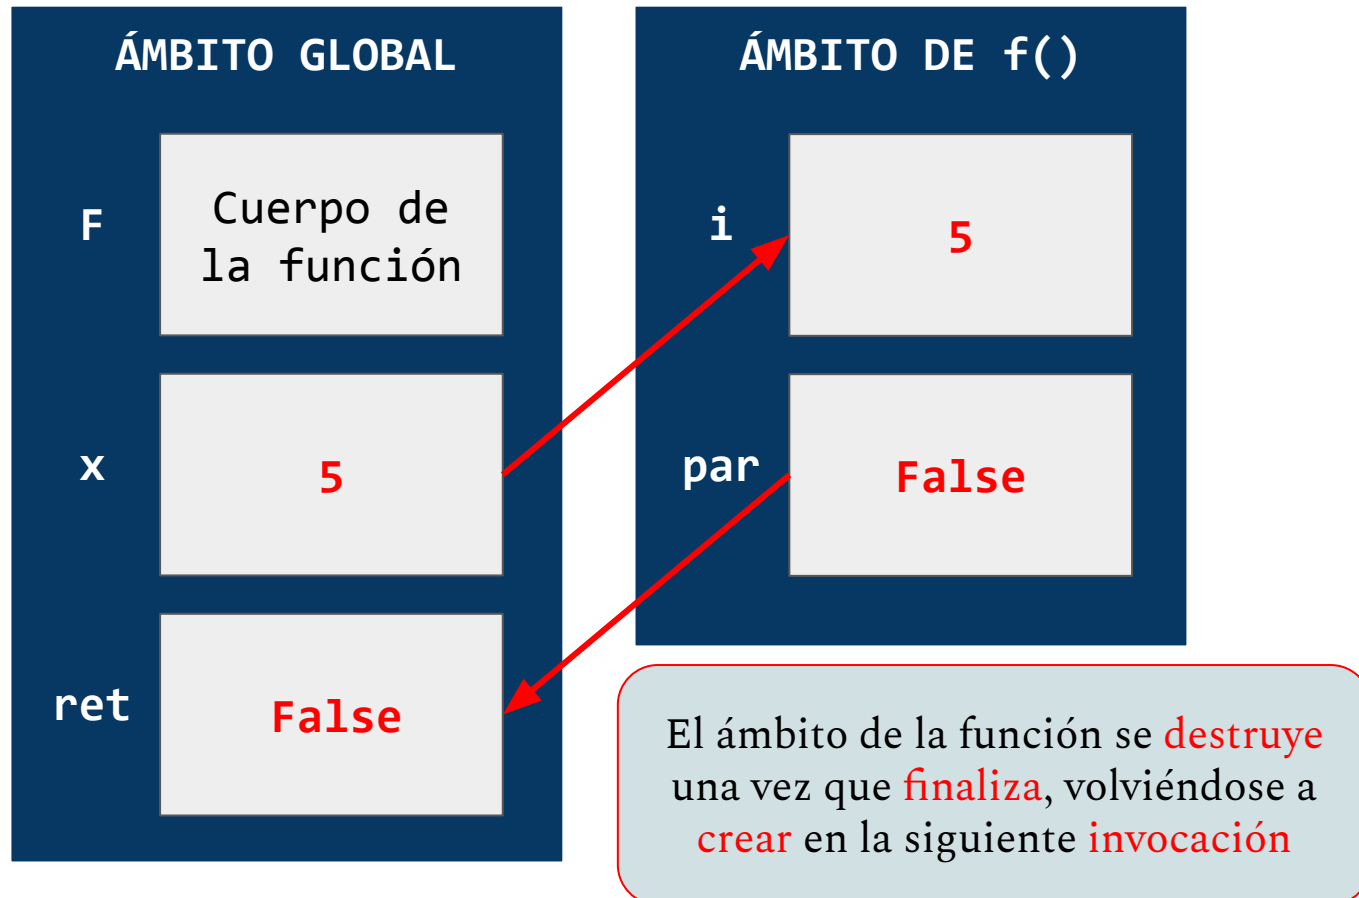 ÁMBITO GLOBAL
F
Cuerpo de
la función
x
5
ret
False
ÁMBITO DE f()
i
5
par
False
El ámbito de la función se destruye
una vez que finaliza, volviéndose a
crear en la siguiente invocación